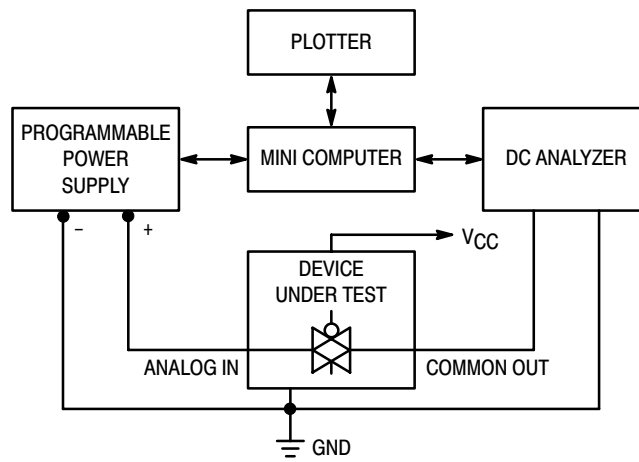 PLOTTER
PROGRAMMABLE
POWER
SUPPLY
MINI COMPUTER
DC ANALYZER
– +
VCC
DEVICE
UNDER TEST
ANALOG IN
COMMON OUT
GND